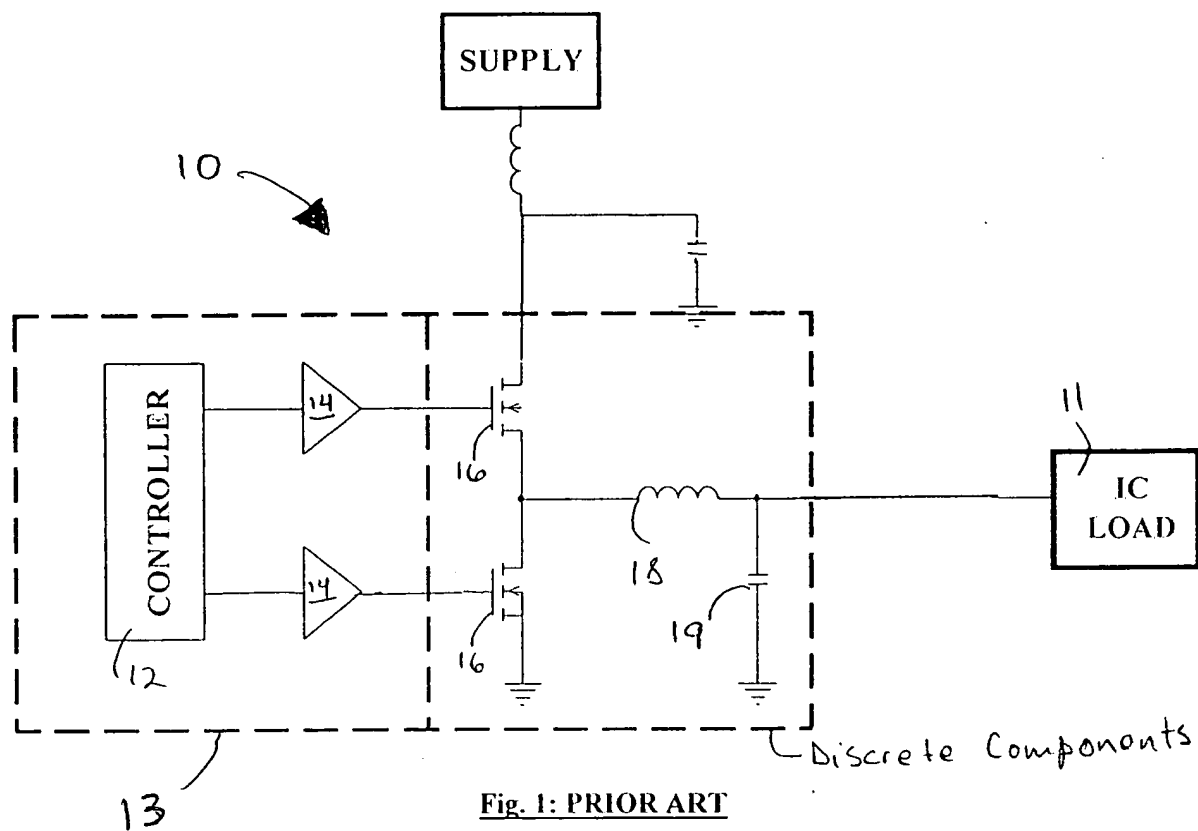 SUPPLY
10
CONTROLLER
14
14
16
16
18
19
11
IC
LOAD
12
13
Discrete Components
Fig. 1: PRIOR ART